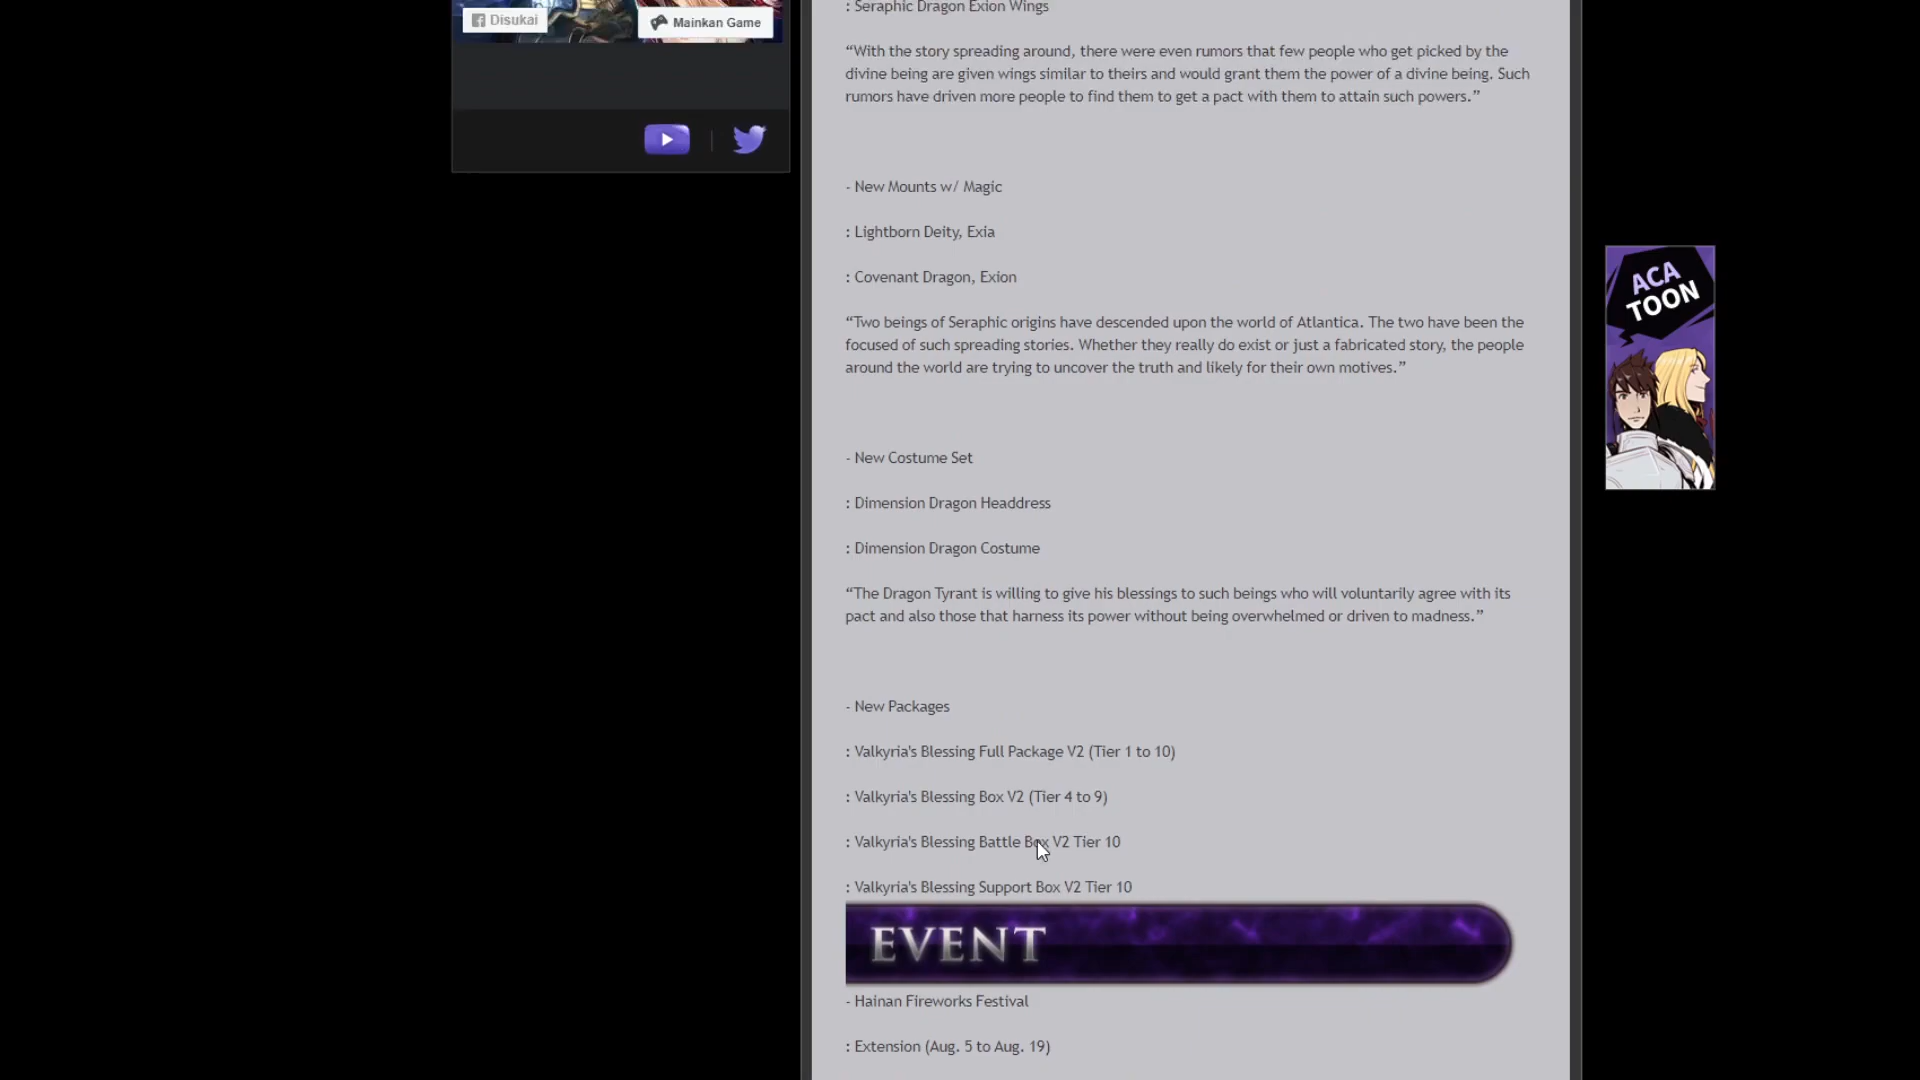 Disukai
Mainkan Game
: Seraphic Dragon Exion Wings
“With the story spreading around, there were even rumors that few people who get picked by the
divine being are given wings similar to theirs and would grant them the power of a divine being. Such
rumors have driven more people to find them to get a pact with them to attain such powers.”
- New Mounts w/ Magic
: Lightborn Deity, Exia
: Covenant Dragon, Exion
“Two beings of Seraphic origins have descended upon the world of Atlantica. The two have been the
focused of such spreading stories. Whether they really do exist or just a fabricated story, the people
around the world are trying to uncover the truth and likely for their own motives.”
- New Costume Set
: Dimension Dragon Headdress
: Dimension Dragon Costume
“The Dragon Tyrant is willing to give his blessings to such beings who will voluntarily agree with its
pact and also those that harness its power without being overwhelmed or driven to madness.”
- New Packages
: Valkyria's Blessing Full Package V2 (Tier 1 to 10)
: Valkyria's Blessing Box V2 (Tier 4 to 9)
: Valkyria's Blessing Battle Box V2 Tier 10
: Valkyria's Blessing Support Box V2 Tier 10
EVENT
- Hainan Fireworks Festival
: Extension (Aug. 5 to Aug. 19)
ACA
TOON